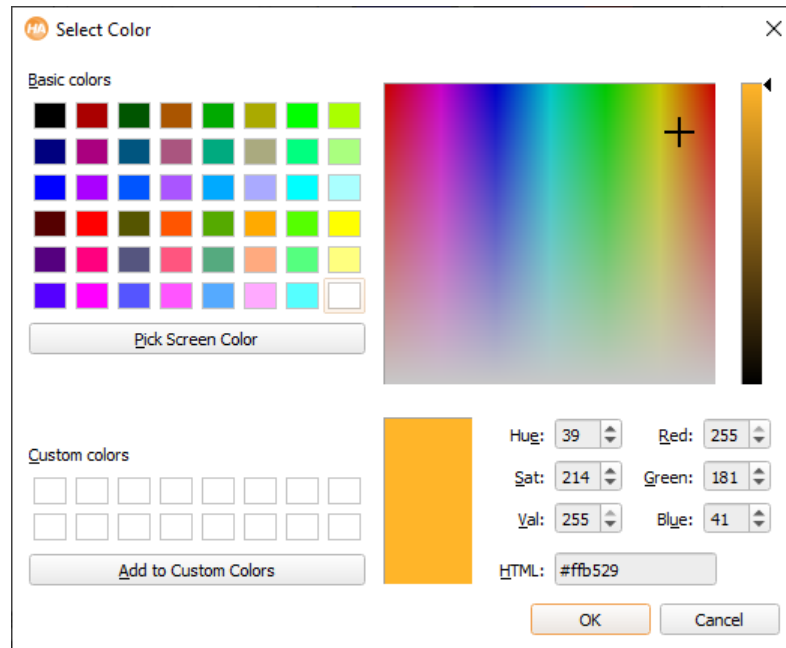 HA Select Color
Basic colors
Pick Screen Color
Custom colors
Add to Custom Colors
Hue: 39 Red: 255
Sat: 214 Green: 181
Val: 255 Blue: 41
HTML: #ffb529
OK Cancel